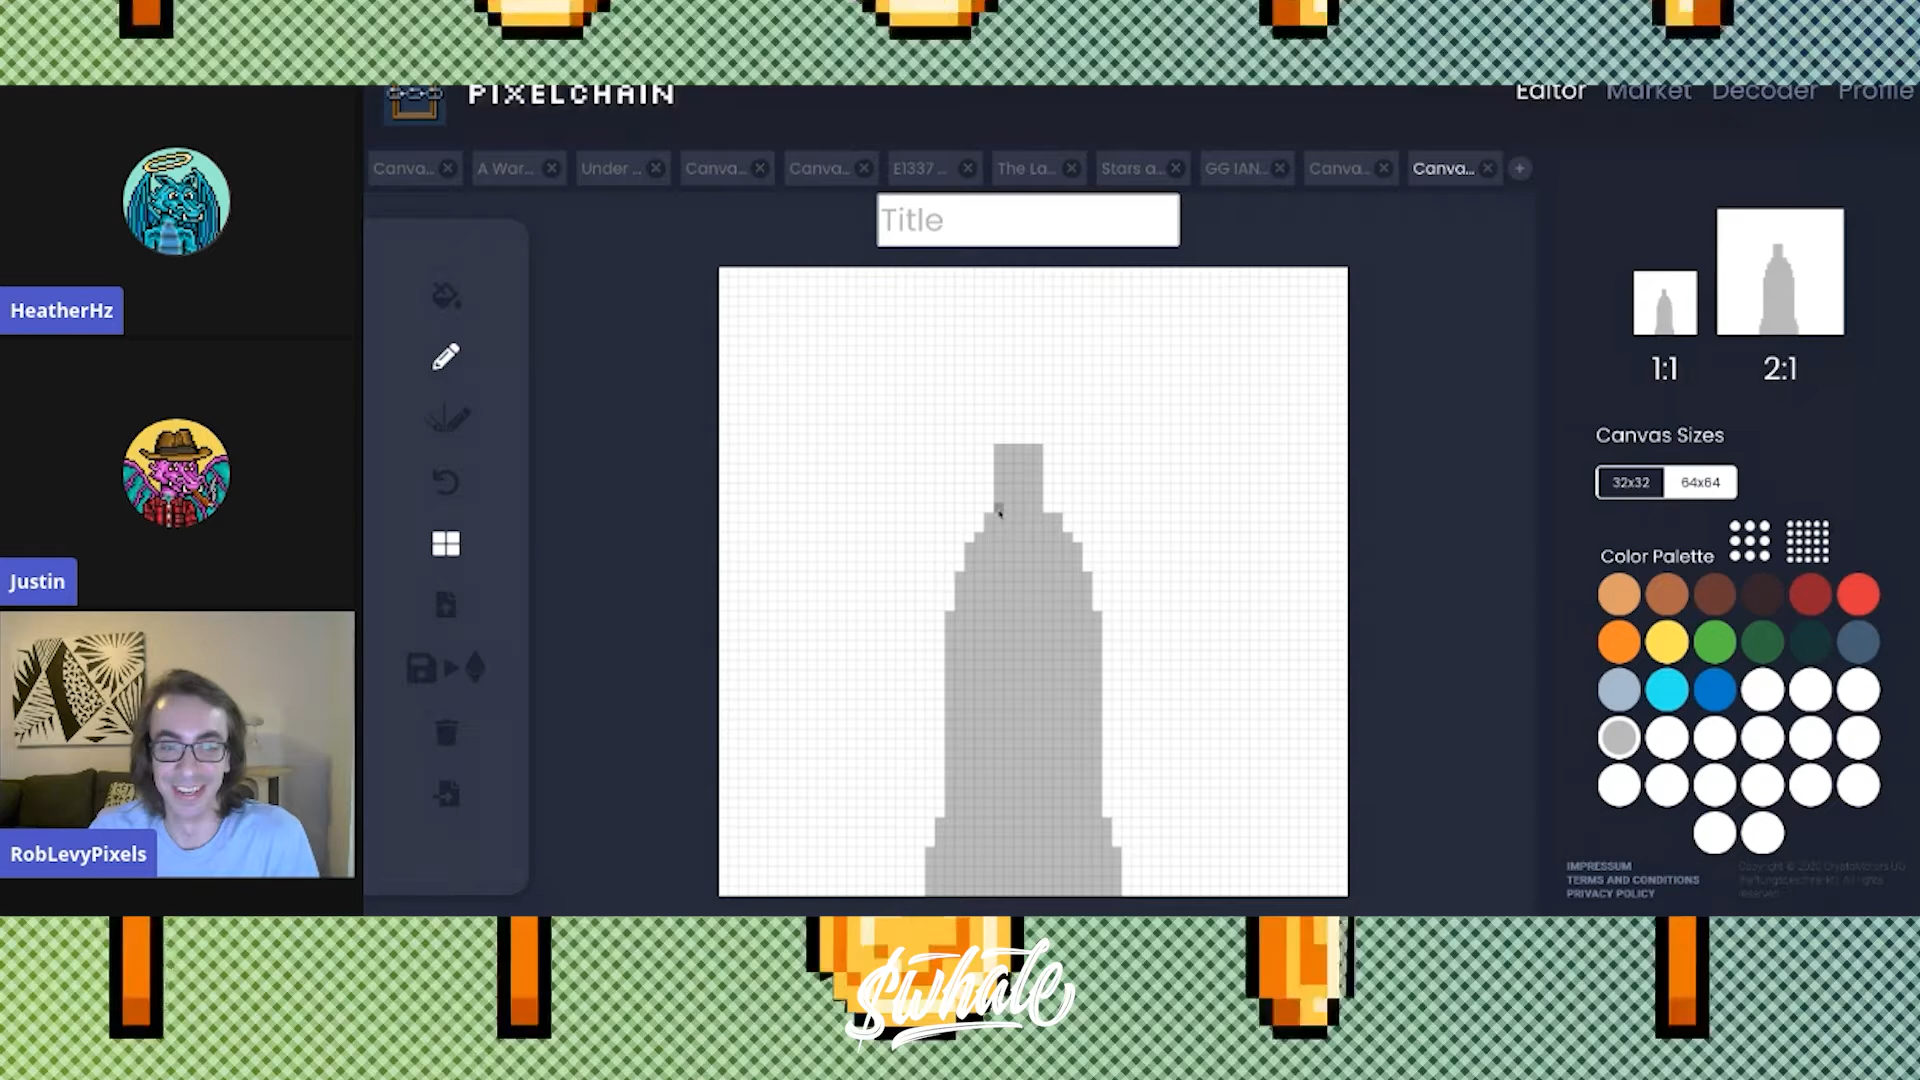 PIXELCHAIN
Editor Market Decoder Profile
Canva... A War... Under ... Canva... Canva... E1337 ... The La... Stars a... GG IAN... Canva... Canva... +
Title
HeatherHz
Justin
RobLevyPixels
1:1 2:1
Canvas Sizes
32x32 64x64
Color Palette
IMPRESSUM
TERMS AND CONDITIONS
PRIVACY POLICY
$whale